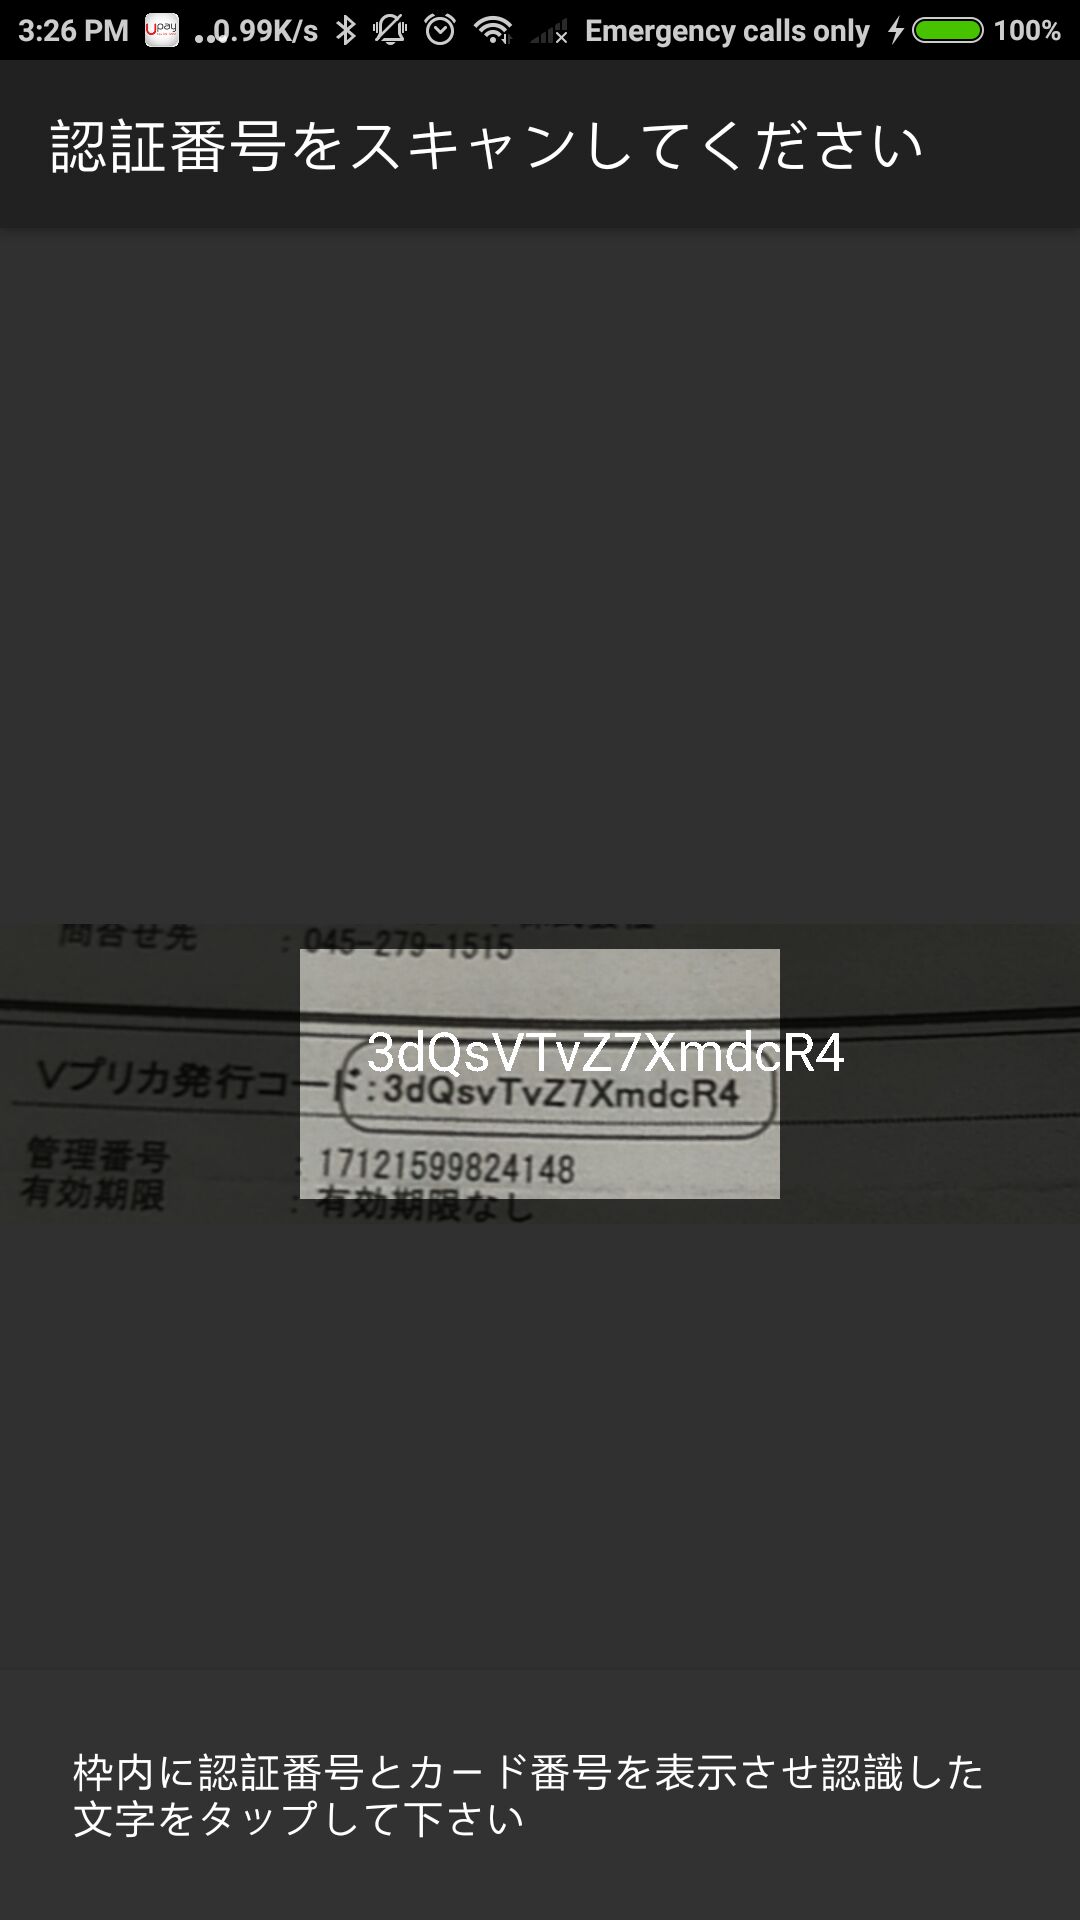 3:26 PM Upay ...0.99K/s Emergency calls only 100%
認証番号をスキャンしてください
問合せ先 : 045-279-1515
3dQsVTvZ7XmdcR4
Vプリカ発行コード:3dQsvTvZ7XmdcR4
管理番号 : 17121599824148
有効期限 : 有効期限なし
枠内に認証番号とカード番号を表示させ認識した
文字をタップして下さい